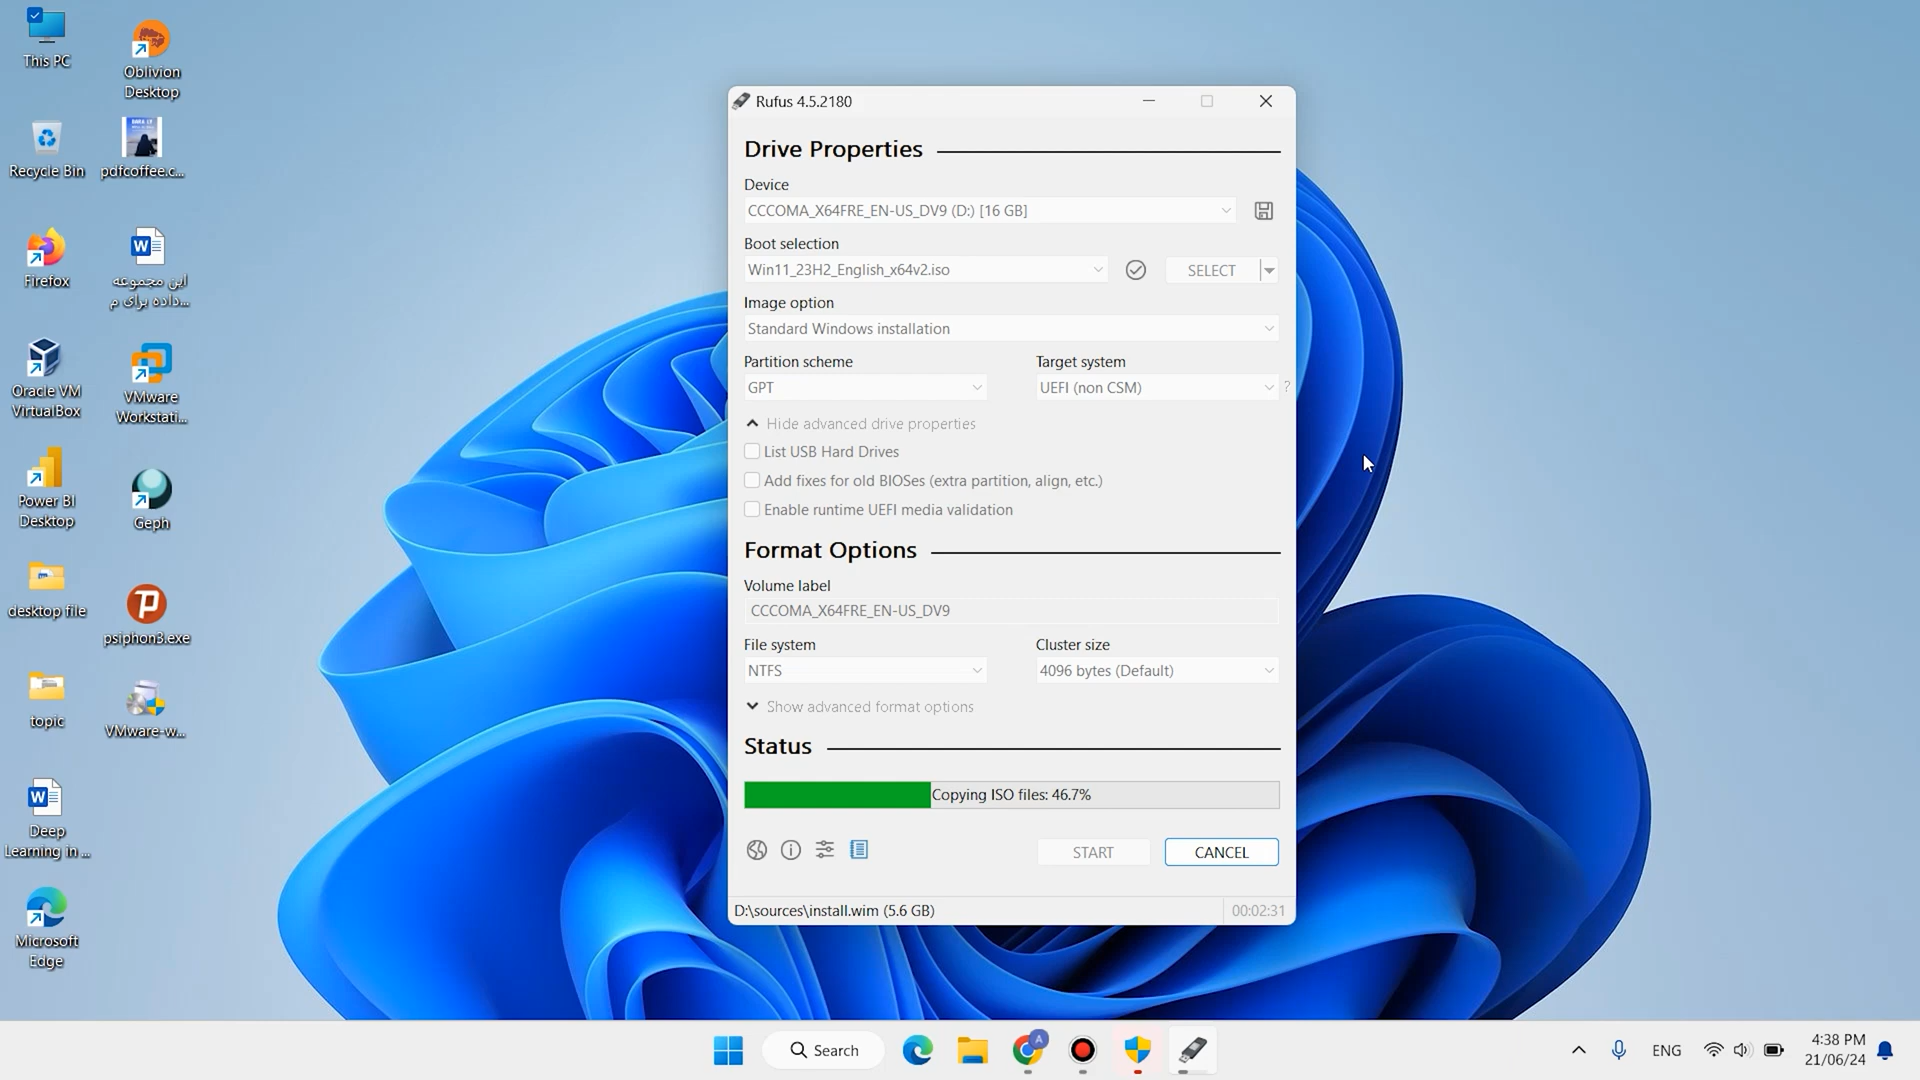 This PC
Oblivion
Desktop
Recycle Bin
pdfcoffee.c...
Firefox
این مجموعه
داده برای م...
Oracle VM
VirtualBox
VMware
Workstati...
Power BI
Desktop
Geph
desktop file
psiphon3.exe
topic
VMware-w...
Deep
Learning in ...
Microsoft
Edge
Rufus 4.5.2180
Drive Properties
Device
CCCOMA_X64FRE_EN-US_DV9 (D:) [16 GB]
Boot selection
Win11_23H2_English_x64v2.iso
SELECT
Image option
Standard Windows installation
Partition scheme
Target system
GPT
UEFI (non CSM)
?
Hide advanced drive properties
List USB Hard Drives
Add fixes for old BIOSes (extra partition, align, etc.)
Enable runtime UEFI media validation
Format Options
Volume label
CCCOMA_X64FRE_EN-US_DV9
File system
Cluster size
NTFS
4096 bytes (Default)
Show advanced format options
Status
Copying ISO files: 46.7%
START
CANCEL
D:\sources\install.wim (5.6 GB)
00:02:31
Search
A
ENG
4:38 PM
21/06/24